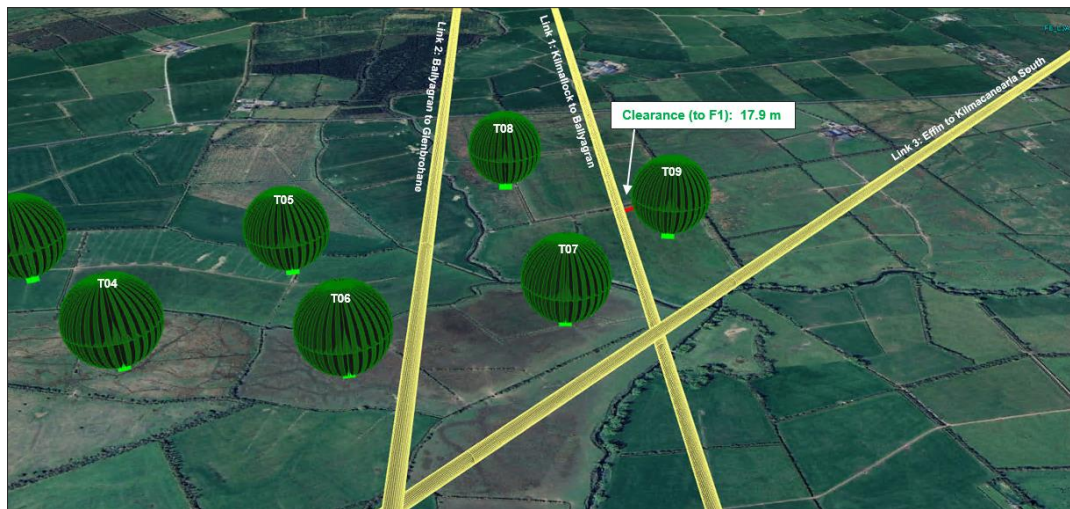 Link 2: Ballyagran to Glenbrohane
Link 1: Kilmallock to Ballyagran
Link 3: Effin to Kilmacanearla South
Clearance (to F1): 17.9 m
T08
T09
T05
T07
T04
T06